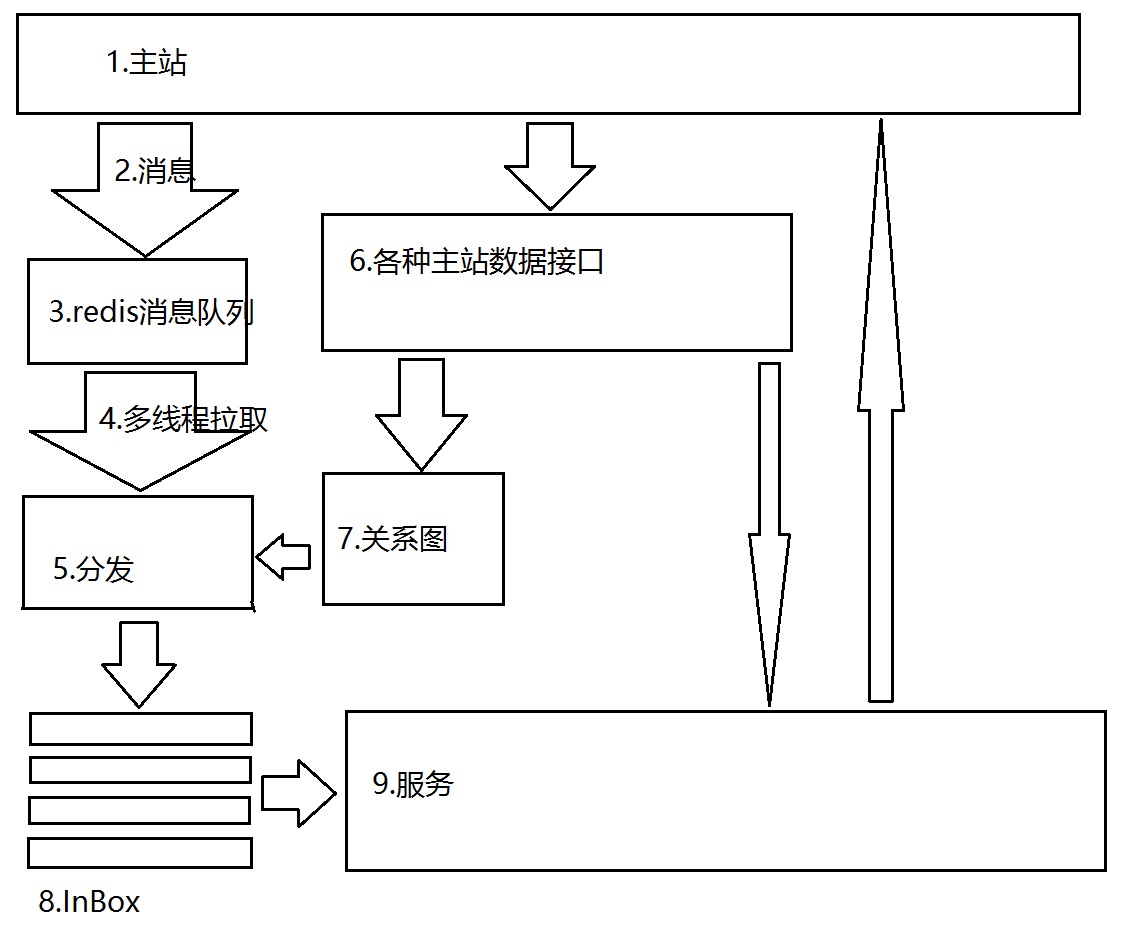 1.主站
2.消息
3.redis消息队列
4.多线程拉取
5.分发
6.各种主站数据接口
7.关系图
8.InBox
9.服务